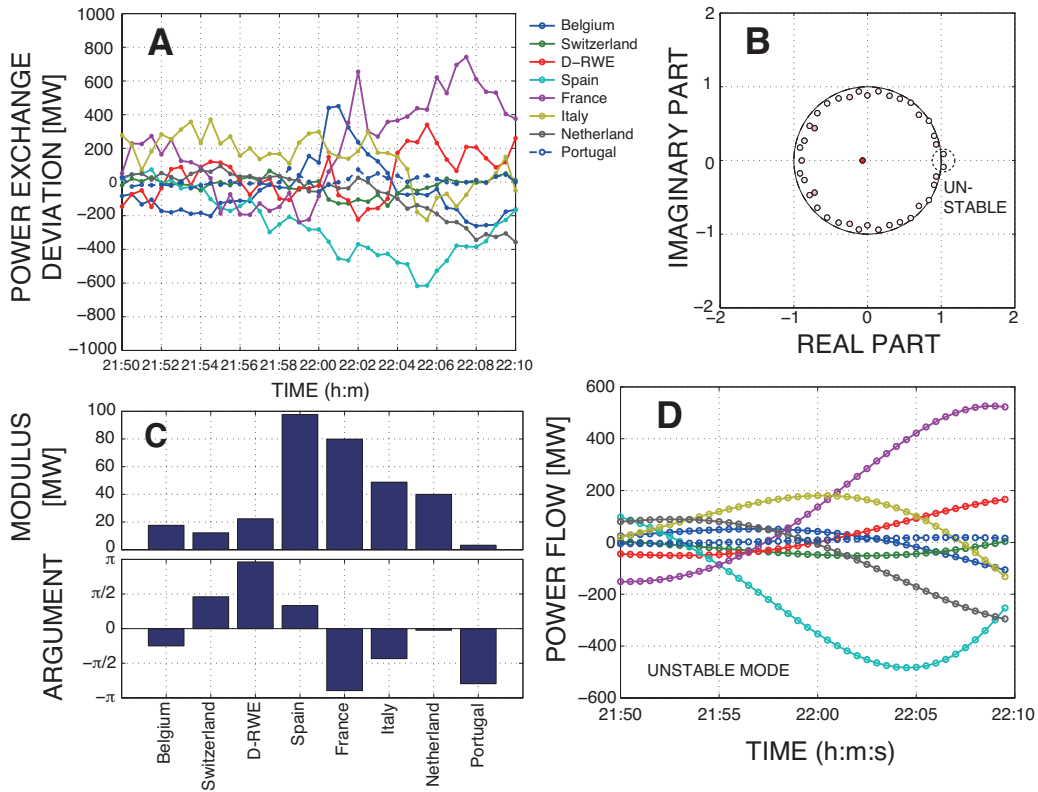 A
POWER EXCHANGE
DEVIATION [MW]
1000
800
600
400
200
0
−200
−400
−600
−800
−1000
21:50 21:52 21:54 21:56 21:58 22:00 22:02 22:04 22:06 22:08 22:10
TIME (h:m)
Belgium
Switzerland
D−RWE
Spain
France
Italy
Netherland
Portugal
B
IMAGINARY PART
2
1
0
−1
−2
−2 −1 0 1 2
REAL PART
UN-
STABLE
C
MODULUS
[MW]
100
80
60
40
20
0
ARGUMENT
π
π/2
0
−π/2
−π
Belgium
Switzerland
D-RWE
Spain
France
Italy
Netherland
Portugal
D
POWER FLOW [MW]
600
400
200
0
−200
−400
−600
UNSTABLE MODE
21:50 21:55 22:00 22:05 22:10
TIME (h:m:s)